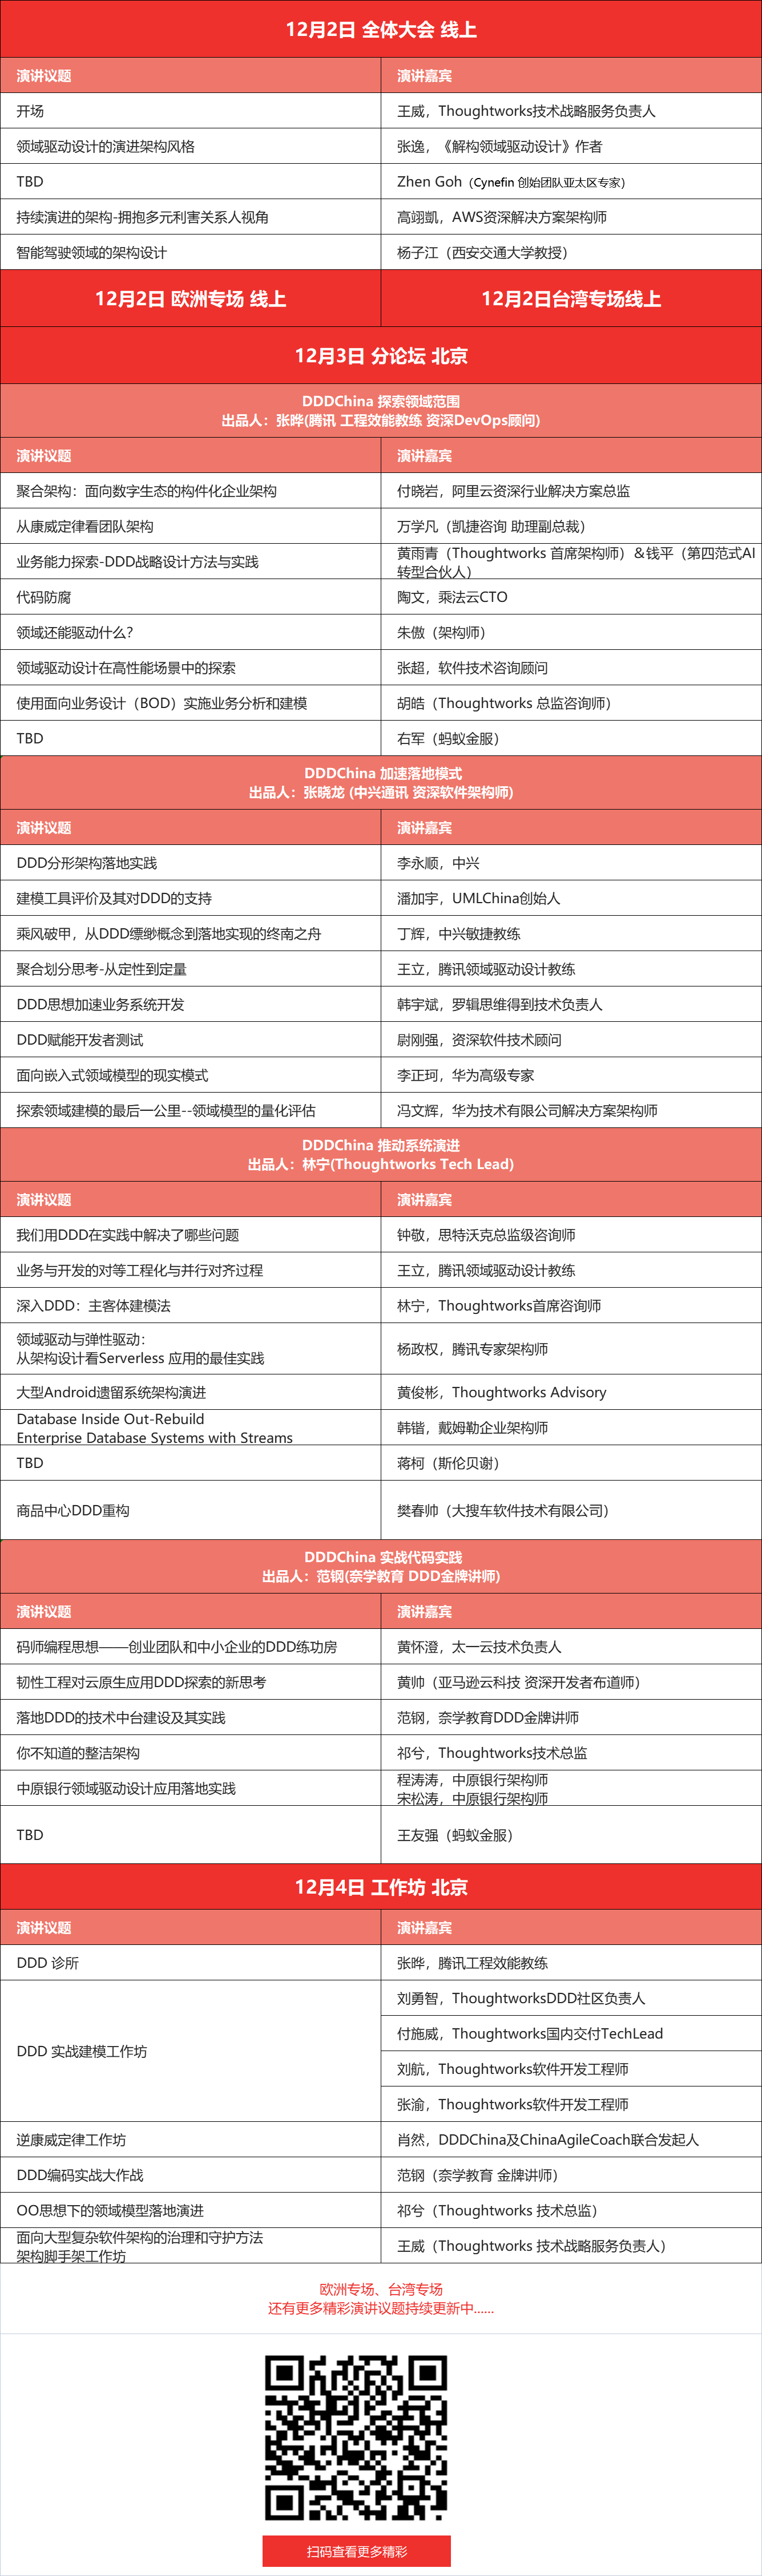 12月2日 全体大会 线上
演讲议题
演讲嘉宾
开场
王威，Thoughtworks技术战略服务负责人
领域驱动设计的演进架构风格
张逸，《解构领域驱动设计》作者
TBD
Zhen Goh（Cynefin 创始团队亚太区专家）
持续演进的架构-拥抱多元利害关系人视角
高翊凱，AWS资深解决方案架构师
智能驾驶领域的架构设计
杨子江（西安交通大学教授）
12月2日 欧洲专场 线上
12月2日台湾专场线上
12月3日 分论坛 北京
DDDChina 探索领域范围
出品人：张晔(腾讯 工程效能教练 资深DevOps顾问)
演讲议题
演讲嘉宾
聚合架构：面向数字生态的构件化企业架构
付晓岩，阿里云资深行业解决方案总监
从康威定律看团队架构
万学凡（凯捷咨询 助理副总裁）
业务能力探索-DDD战略设计方法与实践
黄雨青（Thoughtworks 首席架构师）＆钱平（第四范式AI
转型合伙人）
代码防腐
陶文，乘法云CTO
领域还能驱动什么？
朱傲（架构师）
领域驱动设计在高性能场景中的探索
张超，软件技术咨询顾问
使用面向业务设计（BOD）实施业务分析和建模
胡皓（Thoughtworks 总监咨询师）
TBD
右军（蚂蚁金服）
DDDChina 加速落地模式
出品人：张晓龙 (中兴通讯 资深软件架构师)
演讲议题
演讲嘉宾
DDD分形架构落地实践
李永顺，中兴
建模工具评价及其对DDD的支持
潘加宇，UMLChina创始人
乘风破甲，从DDD缥缈概念到落地实现的终南之舟
丁辉，中兴敏捷教练
聚合划分思考-从定性到定量
王立，腾讯领域驱动设计教练
DDD思想加速业务系统开发
韩宇斌，罗辑思维得到技术负责人
DDD赋能开发者测试
尉刚强，资深软件技术顾问
面向嵌入式领域模型的现实模式
李正珂，华为高级专家
探索领域建模的最后一公里--领域模型的量化评估
冯文辉，华为技术有限公司解决方案架构师
DDDChina 推动系统演进
出品人：林宁(Thoughtworks Tech Lead)
演讲议题
演讲嘉宾
我们用DDD在实践中解决了哪些问题
钟敬，思特沃克总监级咨询师
业务与开发的对等工程化与并行对齐过程
王立，腾讯领域驱动设计教练
深入DDD：主客体建模法
林宁，Thoughtworks首席咨询师
领域驱动与弹性驱动：
从架构设计看Serverless 应用的最佳实践
杨政权，腾讯专家架构师
大型Android遗留系统架构演进
黄俊彬，Thoughtworks Advisory
Database Inside Out-Rebuild
Enterprise Database Systems with Streams
韩锴，戴姆勒企业架构师
TBD
蒋柯（斯伦贝谢）
商品中心DDD重构
樊春帅（大搜车软件技术有限公司）
DDDChina 实战代码实践
出品人：范钢(奈学教育 DDD金牌讲师)
演讲议题
演讲嘉宾
码师编程思想——创业团队和中小企业的DDD练功房
黄怀澄，太一云技术负责人
韧性工程对云原生应用DDD探索的新思考
黄帅（亚马逊云科技 资深开发者布道师）
落地DDD的技术中台建设及其实践
范钢，奈学教育DDD金牌讲师
你不知道的整洁架构
祁兮，Thoughtworks技术总监
中原银行领域驱动设计应用落地实践
程涛涛，中原银行架构师
宋松涛，中原银行架构师
TBD
王友强（蚂蚁金服）
12月4日 工作坊 北京
演讲议题
演讲嘉宾
DDD 诊所
张晔，腾讯工程效能教练
DDD 实战建模工作坊
刘勇智，ThoughtworksDDD社区负责人
付施威，Thoughtworks国内交付TechLead
刘航，Thoughtworks软件开发工程师
张渝，Thoughtworks软件开发工程师
逆康威定律工作坊
肖然，DDDChina及ChinaAgileCoach联合发起人
DDD编码实战大作战
范钢（奈学教育 金牌讲师）
OO思想下的领域模型落地演进
祁兮（Thoughtworks 技术总监）
面向大型复杂软件架构的治理和守护方法
架构脚手架工作坊
王威（Thoughtworks 技术战略服务负责人）
欧洲专场、台湾专场
还有更多精彩演讲议题持续更新中......
扫码查看更多精彩